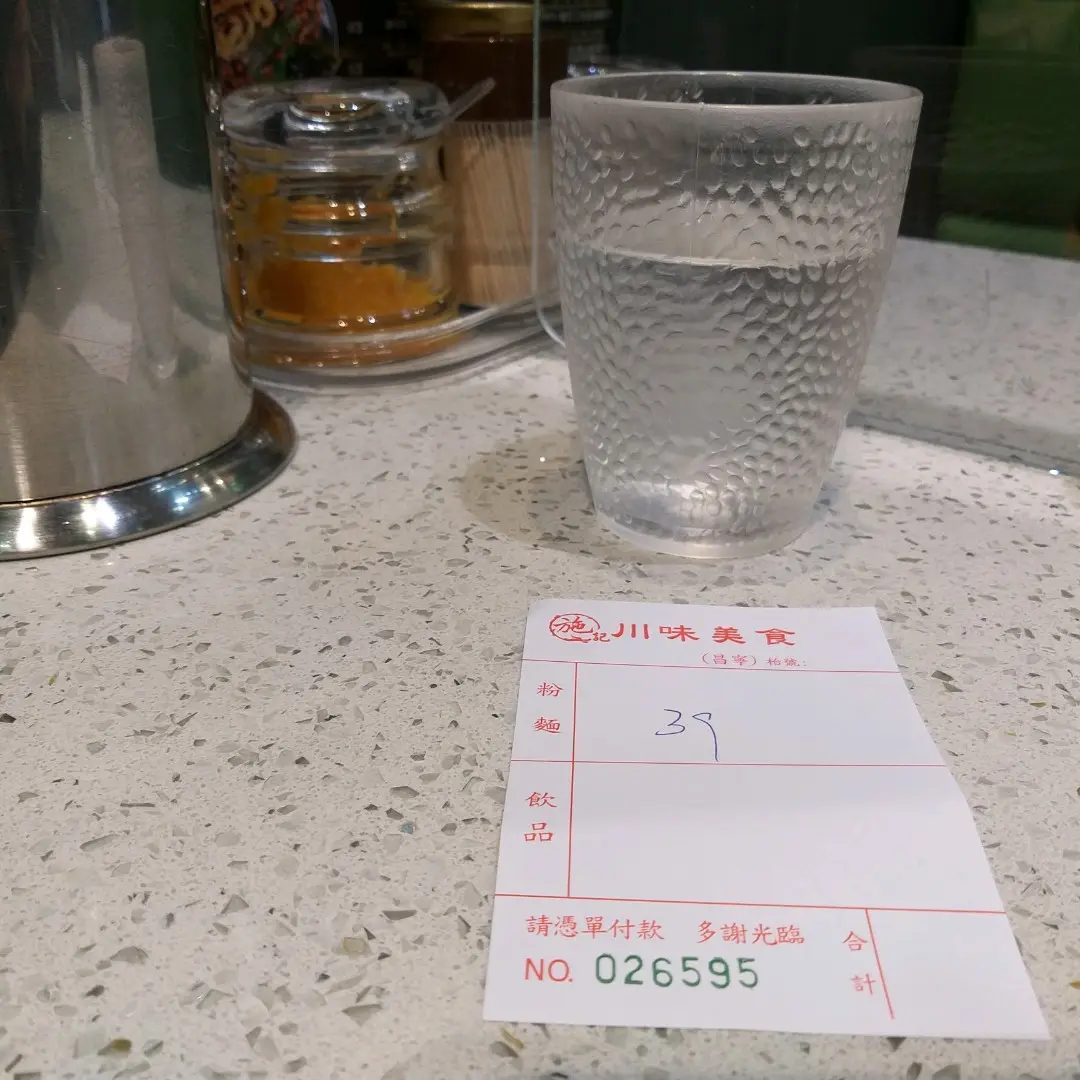 施記川味美食
(昌寧) 枱號:
粉麵
39
飲品
請憑單付款 多謝光臨
合計
NO. 026595